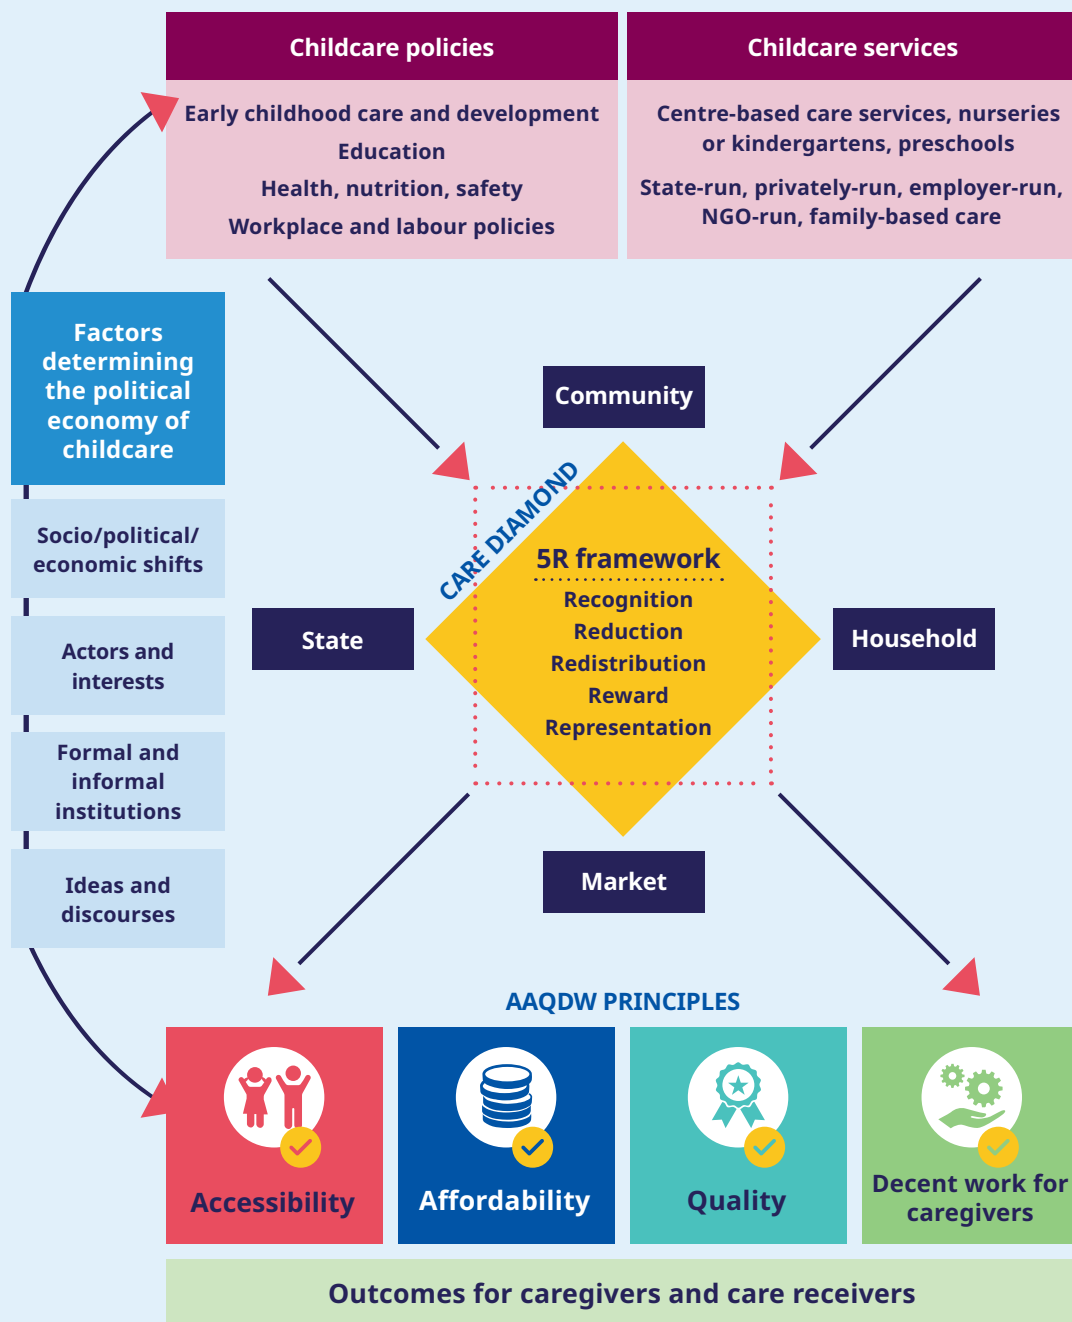 Childcare policies
Early childhood care and development
Education
Health, nutrition, safety
Workplace and labour policies
Childcare services
Centre-based care services, nurseries
or kindergartens, preschools
State-run, privately-run, employer-run,
NGO-run, family-based care
Factors
determining
the political
economy of
childcare
Socio/political/
economic shifts
Actors and
interests
Formal and
informal
institutions
Ideas and
discourses
Community
CARE DIAMOND
5R framework
Recognition
Reduction
Redistribution
Reward
Representation
State
Household
Market
AAQDW PRINCIPLES
Accessibility
Affordability
Quality
Decent work for
caregivers
Outcomes for caregivers and care receivers